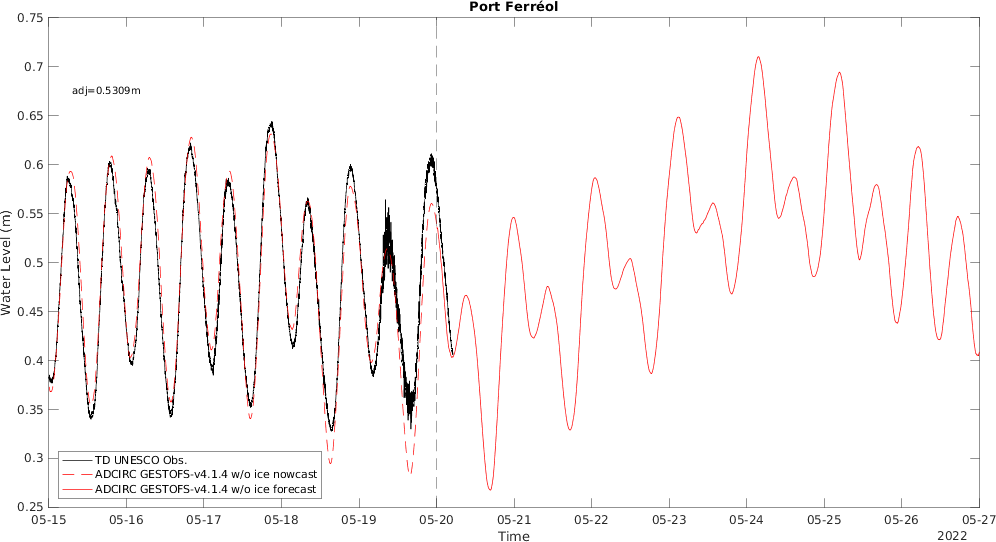 Port Ferréol
0.75
0.7
0.65
0.6
0.55
0.5
0.45
0.4
0.35
0.3
0.25
Water Level (m)
adj=0.5309m
TD UNESCO Obs.
ADCIRC GESTOFS-v4.1.4 w/o ice nowcast
ADCIRC GESTOFS-v4.1.4 w/o ice forecast
05-15 05-16 05-17 05-18 05-19 05-20 05-21 05-22 05-23 05-24 05-25 05-26 05-27
Time
2022